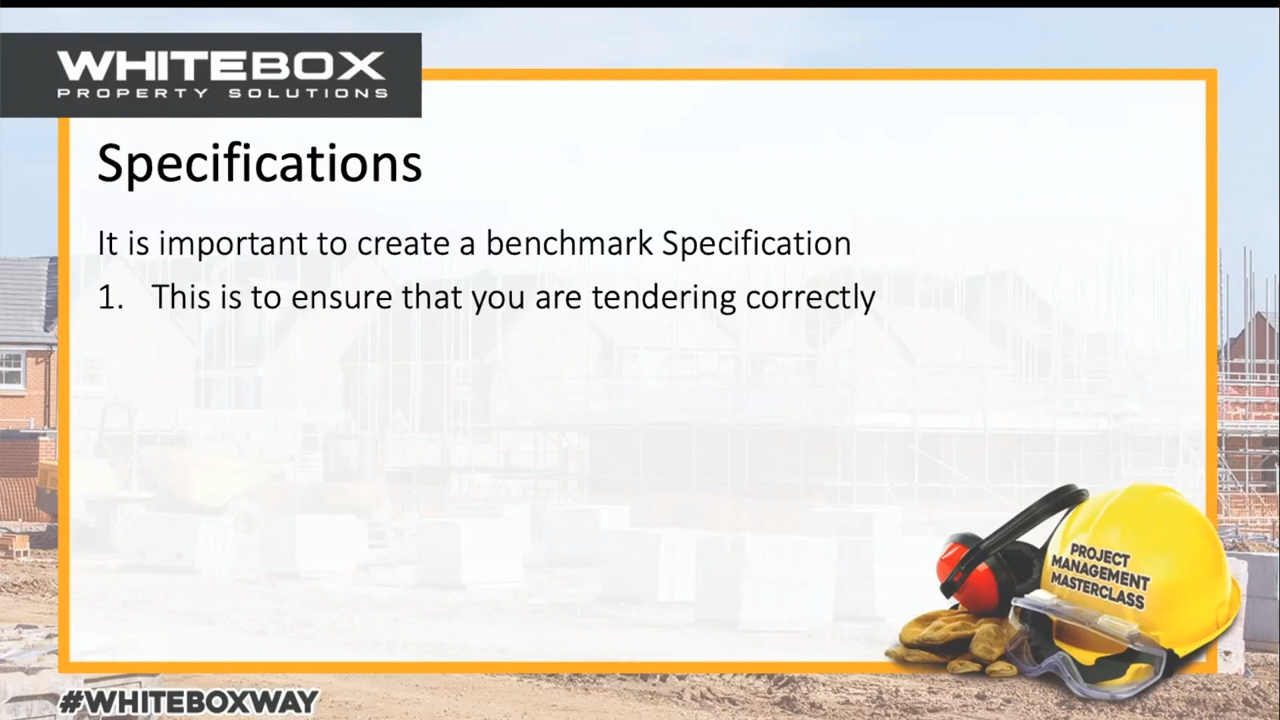 WHITEBOX
PROPERTY SOLUTIONS
Specifications
It is important to create a benchmark Specification
1. This is to ensure that you are tendering correctly
PROJECT
MANAGEMENT
MASTERCLASS
#WHITEBOXWAY